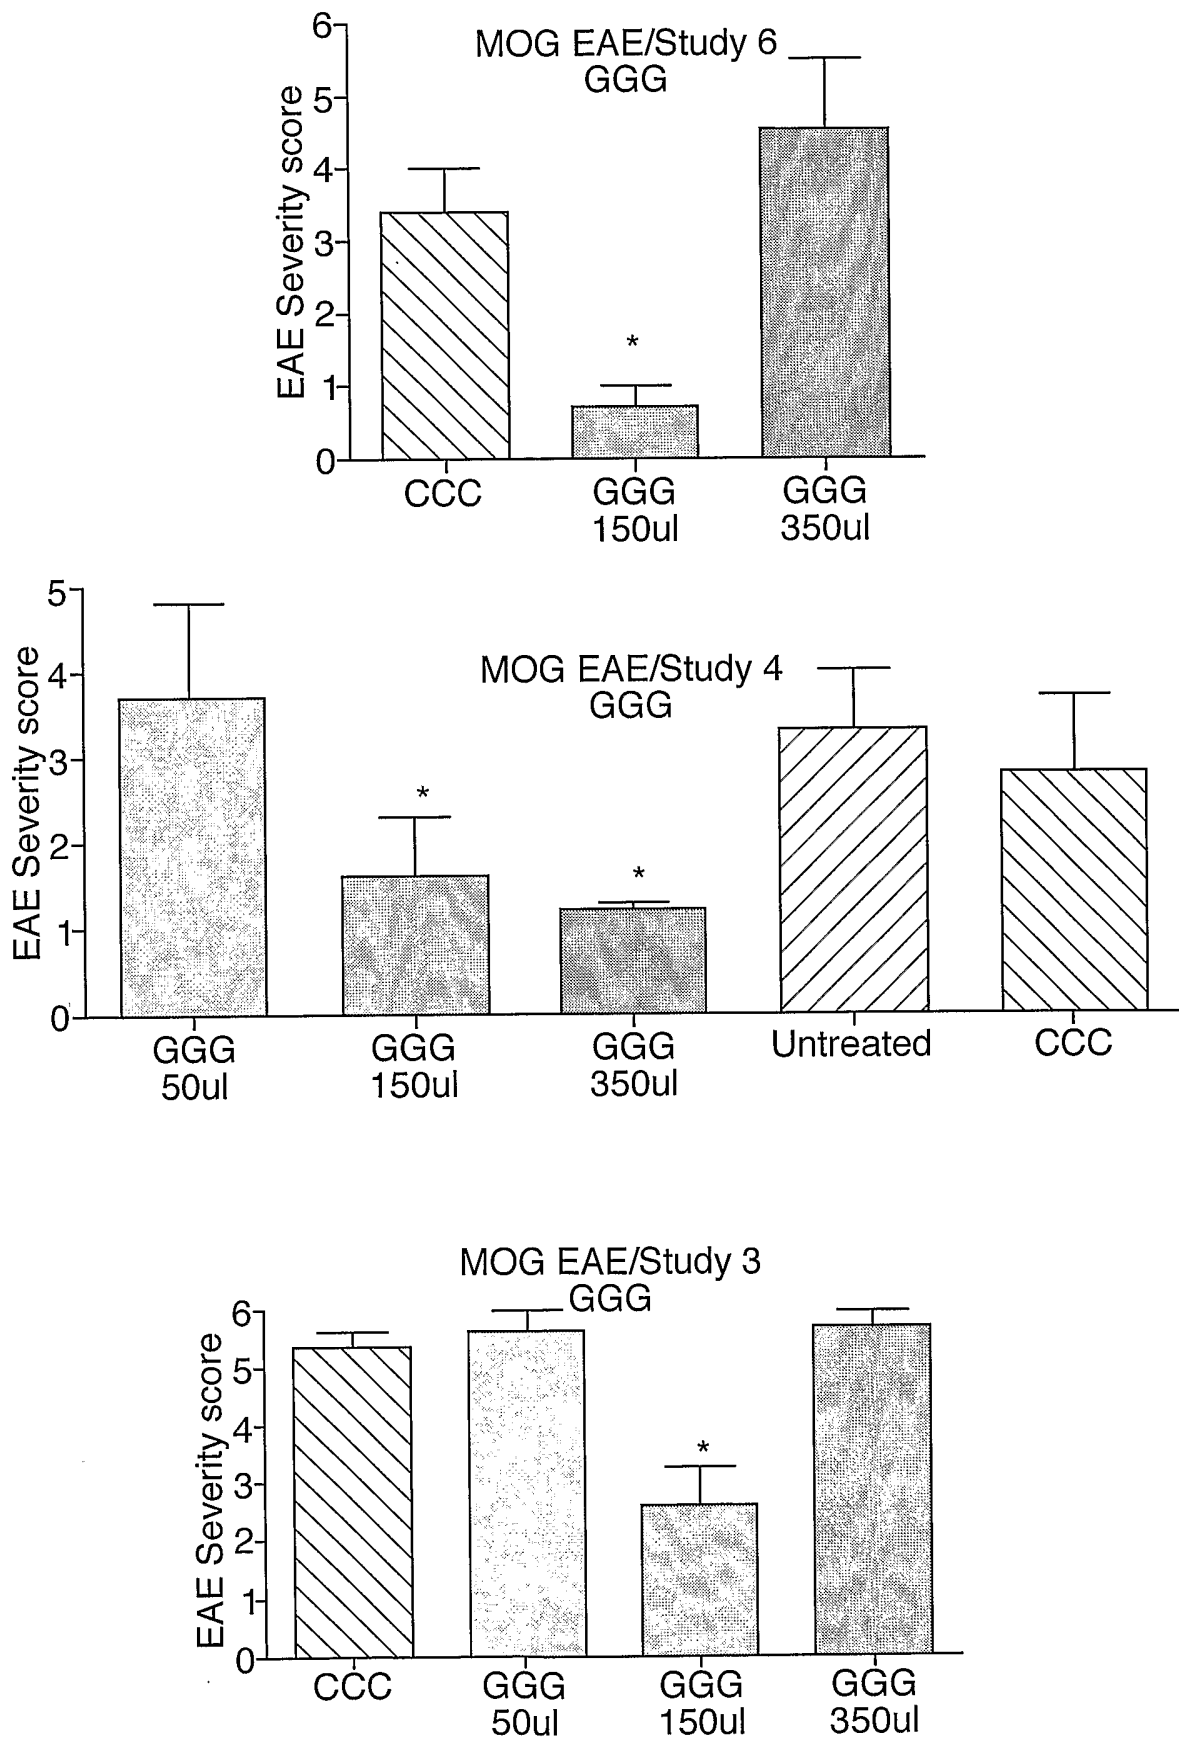 MOG EAE/Study 6
GGG
EAE Severity score
6
5
4
3
2
1
0
*
CCC
GGG
150ul
GGG
350ul
MOG EAE/Study 4
GGG
EAE Severity score
5
4
3
2
1
0
*
*
GGG
50ul
GGG
150ul
GGG
350ul
Untreated
CCC
MOG EAE/Study 3
GGG
EAE Severity score
6
5
4
3
2
1
0
*
CCC
GGG
50ul
GGG
150ul
GGG
350ul